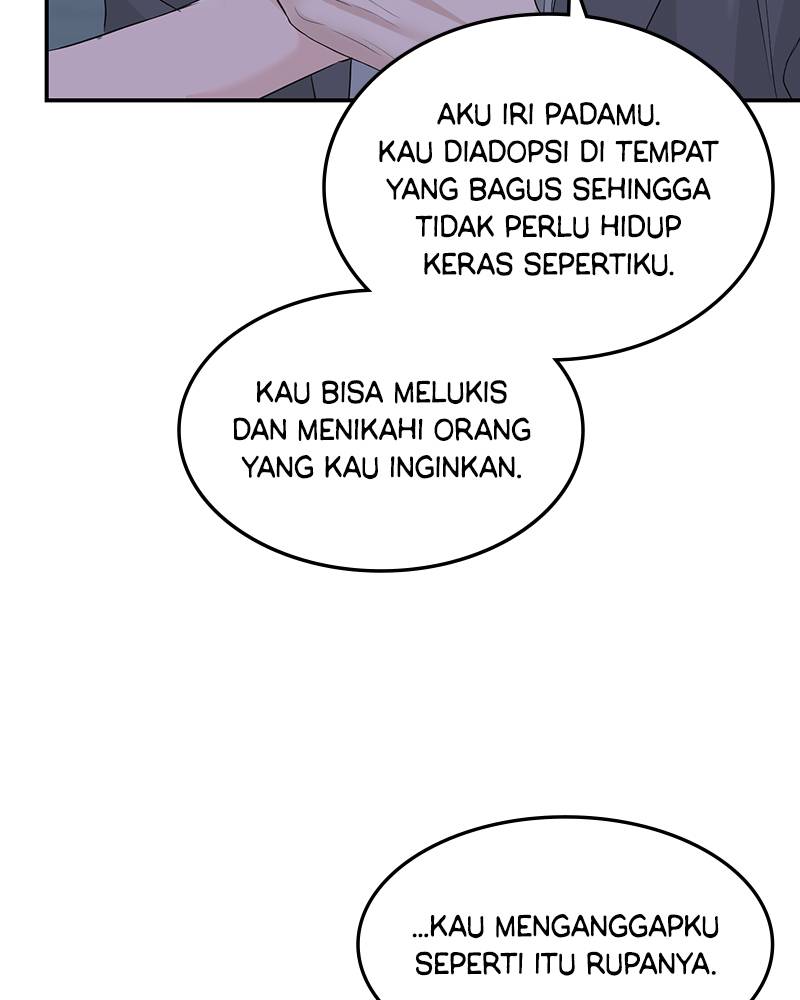 AKU IRI PADAMU.
KAU DIADOPSI DI TEMPAT
YANG BAGUS SEHINGGA
TIDAK PERLU HIDUP
KERAS SEPERTIKU.
KAU BISA MELUKIS
DAN MENIKAHI ORANG
YANG KAU INGINKAN.
...KAU MENGANGGAPKU
SEPERTI ITU RUPANYA.